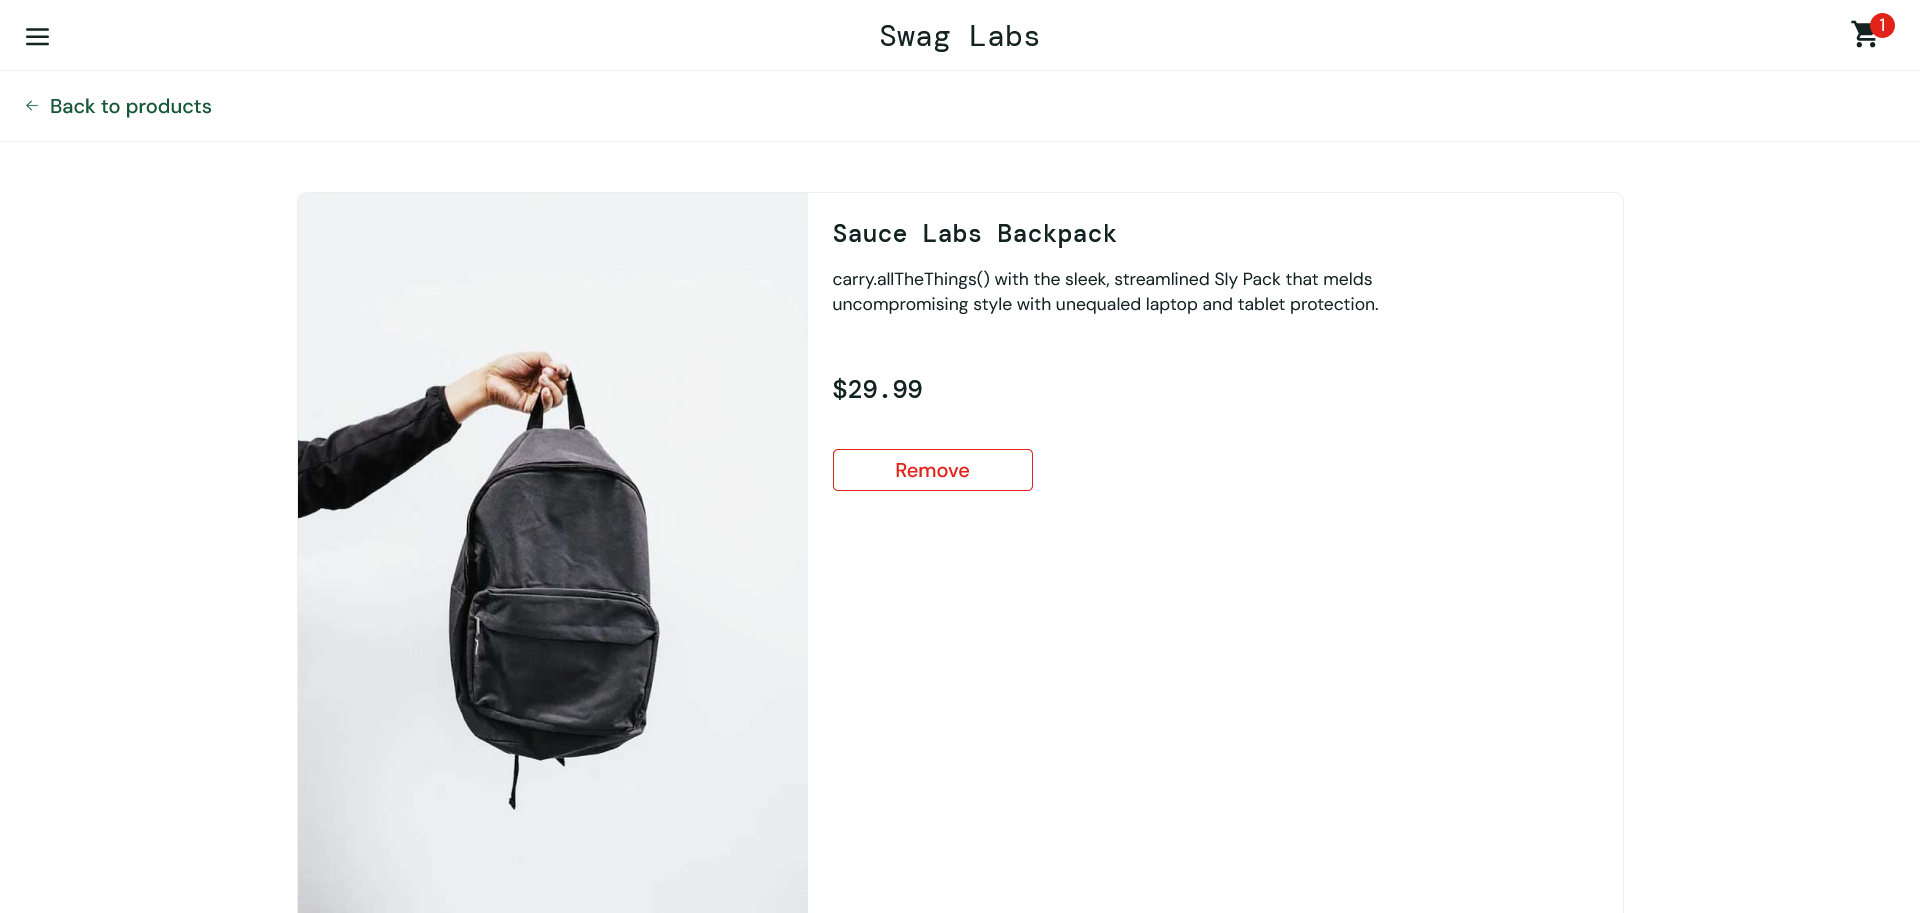 Swag Labs
1
Back to products
Sauce Labs Backpack
carry.allTheThings() with the sleek, streamlined Sly Pack that melds
uncompromising style with unequaled laptop and tablet protection.
$29.99
Remove